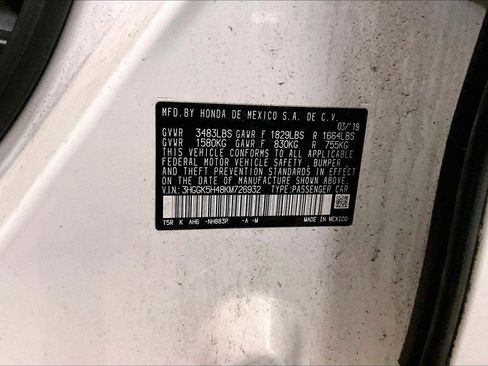 MFD.BY HONDA DE MEXICO S.A. DE C.V.
03/'19
GVWR 3483LBS GAWR F 1829LBS R 1664LBS
GVWR 1580KG GAWR F 830KG R 755KG
THIS VEHICLE CONFORMS TO ALL APPLICABLE
FEDERAL MOTOR VEHICLE SAFETY, BUMPER,
AND THEFT PREVENTION STANDARDS IN EFFECT
ON THE DATE OF MANUFACTURE SHOWN ABOVE.
V.I.N: 3HGGK5H48KM726932 TYPE:PASSENGER CAR
T5R K AH6 -NH883P -A -M MADE IN MEXICO